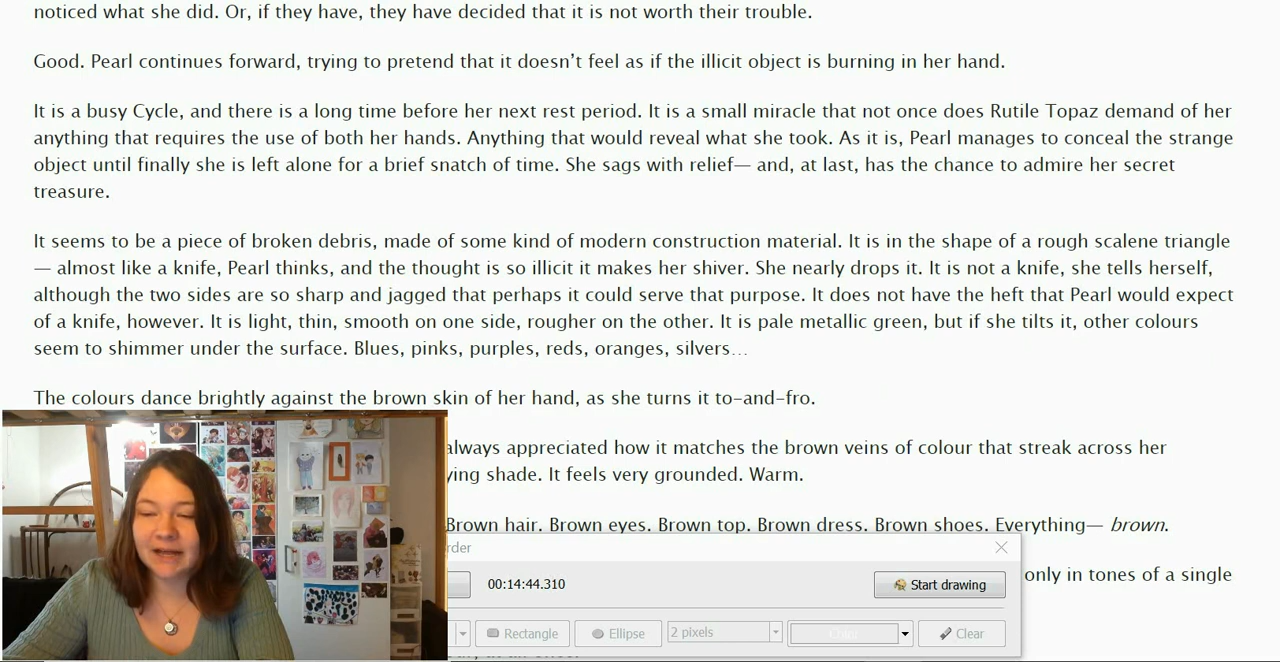 noticed what she did. Or, if they have, they have decided that it is not worth their trouble.
Good. Pearl continues forward, trying to pretend that it doesn’t feel as if the illicit object is burning in her hand.
It is a busy Cycle, and there is a long time before her next rest period. It is a small miracle that not once does Rutile Topaz demand of her
anything that requires the use of both her hands. Anything that would reveal what she took. As it is, Pearl manages to conceal the strange
object until finally she is left alone for a brief snatch of time. She sags with relief— and, at last, has the chance to admire her secret
treasure.
It seems to be a piece of broken debris, made of some kind of modern construction material. It is in the shape of a rough scalene triangle
— almost like a knife, Pearl thinks, and the thought is so illicit it makes her shiver. She nearly drops it. It is not a knife, she tells herself,
although the two sides are so sharp and jagged that perhaps it could serve that purpose. It does not have the heft that Pearl would expect
of a knife, however. It is light, thin, smooth on one side, rougher on the other. It is pale metallic green, but if she tilts it, other colours
seem to shimmer under the surface. Blues, pinks, purples, reds, oranges, silvers…
The colours dance brightly against the brown skin of her hand, as she turns it to-and-fro.
always appreciated how it matches the brown veins of colour that streak across her
ying shade. It feels very grounded. Warm.
Brown hair. Brown eyes. Brown top. Brown dress. Brown shoes. Everything— brown.
order
only in tones of a single
00:14:44.310
Start drawing
Rectangle
Ellipse
2 pixels
Color
Clear